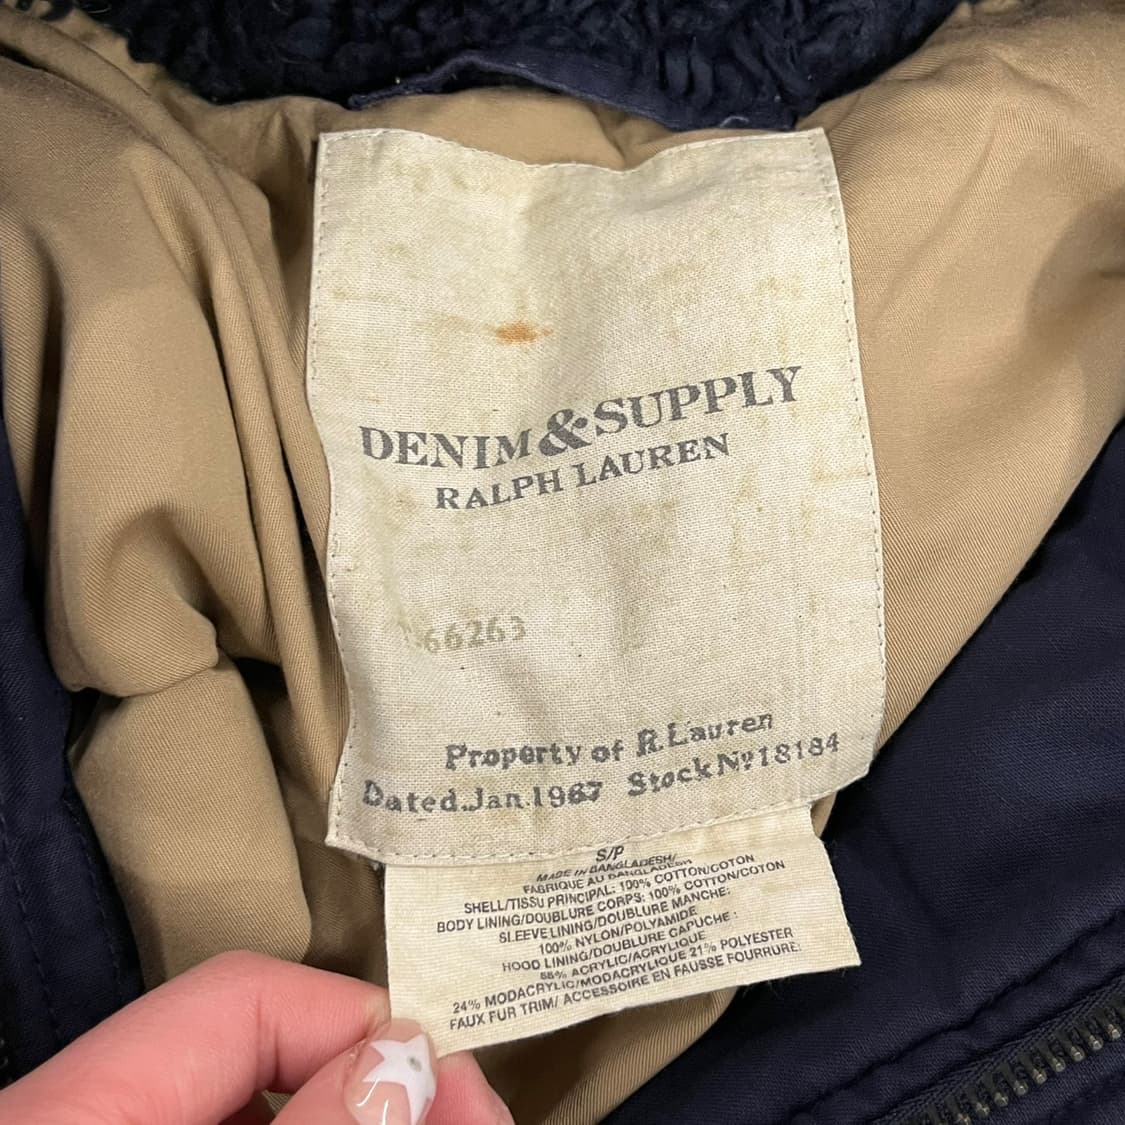 DENIM & SUPPLY
RALPH LAUREN
66263
Property of R. Lauren
Dated.Jan.1967 Stock No 18184
S/P
MADE IN BANGLADESH/
FABRIQUE AU BANGLADESH
SHELL/TISSU PRINCIPAL: 100% COTTON/COTON
BODY LINING/DOUBLURE CORPS: 100% COTTON/COTON
SLEEVE LINING/DOUBLURE MANCHE:
100% NYLON/POLYAMIDE
HOOD LINING/DOUBLURE CAPUCHE :
ACRYLIC/ACRYLIQUE
24% MODACRYLIC/MODACRYLIQUE 21% POLYESTER
FAUX FUR TRIM/ ACCESSOIRE EN FAUSSE FOURRURE: